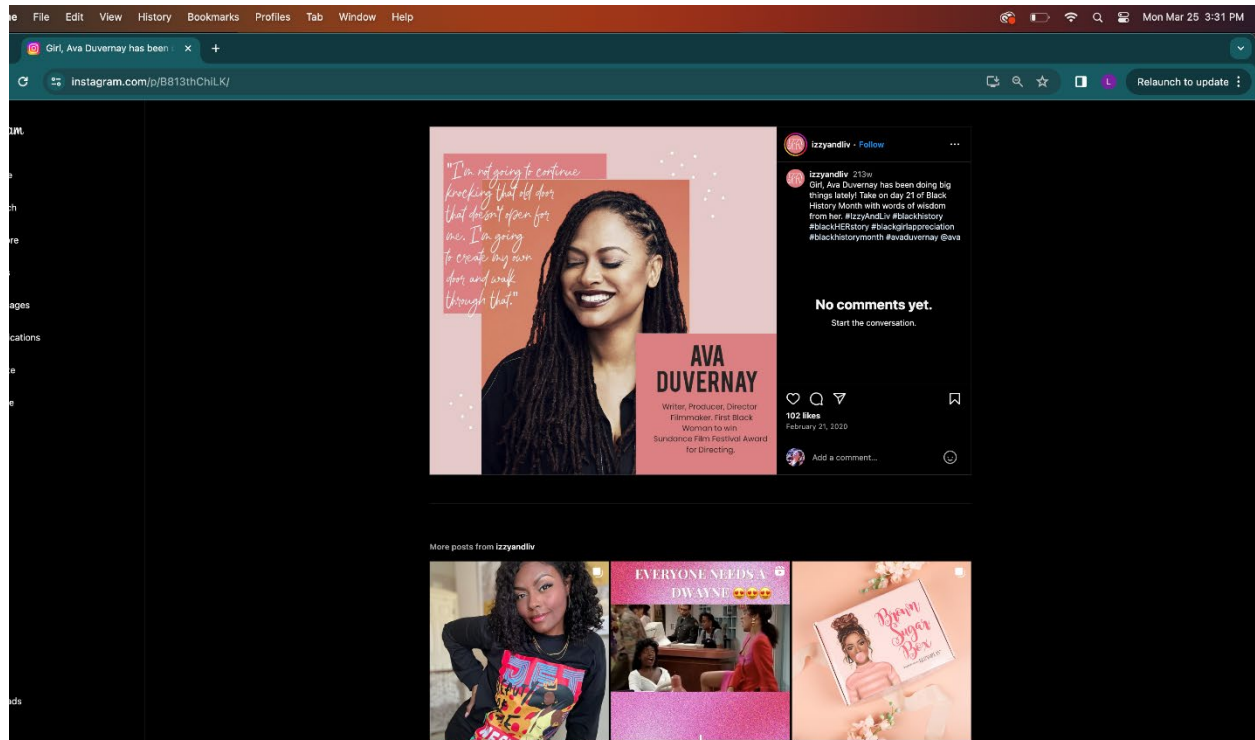 File Edit View History Bookmarks Profiles Tab Window Help
Mon Mar 25 3:31 PM
Girl, Ava Duvernay has been
instagram.com/p/B813thChiLK/
L
Relaunch to update
"I'm not going to continue
knocking that old door
that doesn't open for
me. I'm going
to create my own
door and walk
through that."
AVA
DUVERNAY
Writer, Producer, Director
Filmmaker. First Black
Woman to win
Sundance Film Festival Award
for Directing.
izzyandliv • Follow
izzyandliv 213w
Girl, Ava Duvernay has been doing big
things lately! Take on day 21 of Black
History Month with words of wisdom
from her. #IzzyAndLiv #blackhistory
#blackHERstory #blackgirlappreciation
#blackhistorymonth #avaduvernay @ava
No comments yet.
Start the conversation.
102 likes
February 21, 2020
Add a comment...
More posts from izzyandliv
EVERYONE NEEDS A
DWAYNE 😍😍😍
Brown
Sugar
Box